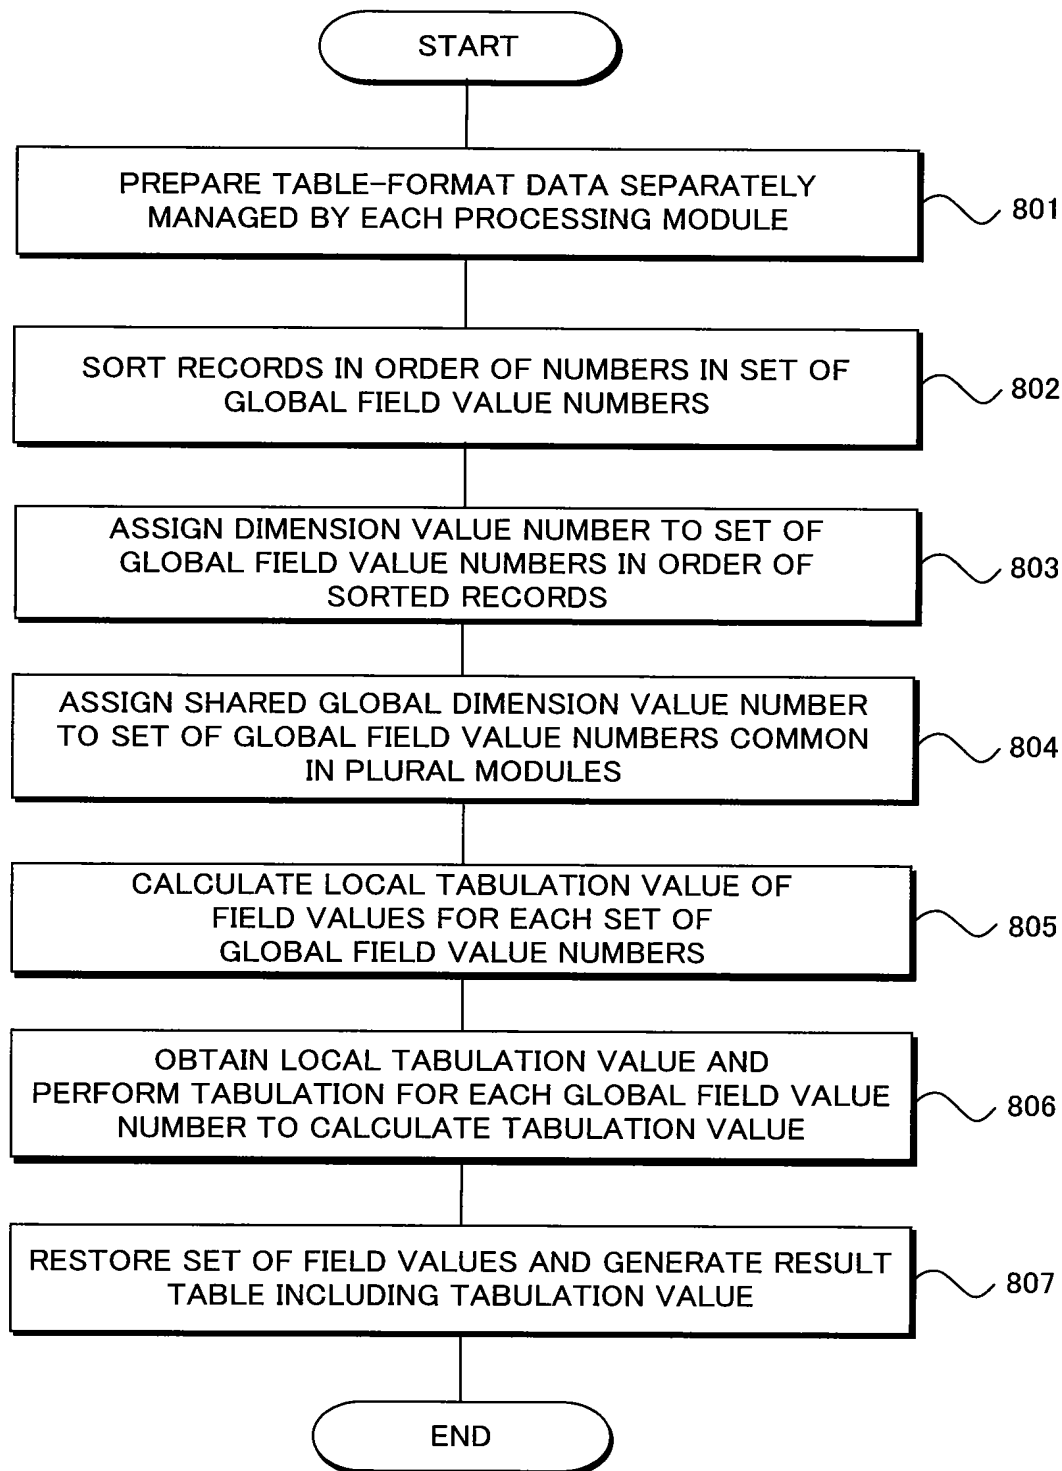 START
PREPARE TABLE-FORMAT DATA SEPARATELY
MANAGED BY EACH PROCESSING MODULE
801
SORT RECORDS IN ORDER OF NUMBERS IN SET OF
GLOBAL FIELD VALUE NUMBERS
802
ASSIGN DIMENSION VALUE NUMBER TO SET OF
GLOBAL FIELD VALUE NUMBERS IN ORDER OF
SORTED RECORDS
803
ASSIGN SHARED GLOBAL DIMENSION VALUE NUMBER
TO SET OF GLOBAL FIELD VALUE NUMBERS COMMON
IN PLURAL MODULES
804
CALCULATE LOCAL TABULATION VALUE OF
FIELD VALUES FOR EACH SET OF
GLOBAL FIELD VALUE NUMBERS
805
OBTAIN LOCAL TABULATION VALUE AND
PERFORM TABULATION FOR EACH GLOBAL FIELD VALUE
NUMBER TO CALCULATE TABULATION VALUE
806
RESTORE SET OF FIELD VALUES AND GENERATE RESULT
TABLE INCLUDING TABULATION VALUE
807
END